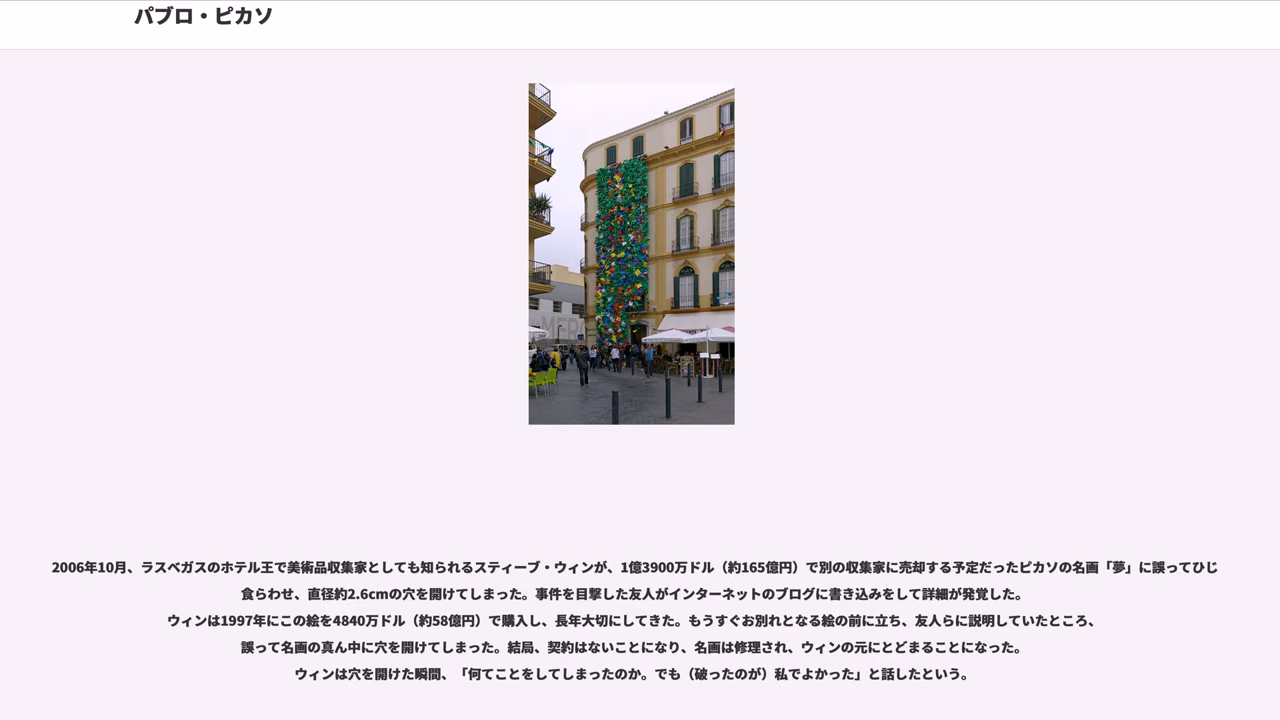 パブロ・ピカソ
MERC
2006年10月、ラスベガスのホテル王で美術品収集家としても知られるスティーブ・ウィンが、1億3900万ドル（約165億円）で別の収集家に売却する予定だったピカソの名画「夢」に誤ってひじ
食らわせ、直径約2.6cmの穴を開けてしまった。事件を目撃した友人がインターネットのブログに書き込みをして詳細が発覚した。
ウィンは1997年にこの絵を4840万ドル（約58億円）で購入し、長年大切にしてきた。もうすぐお別れとなる絵の前に立ち、友人らに説明していたところ、
誤って名画の真ん中に穴を開けてしまった。結局、契約はないことになり、名画は修理され、ウィンの元にとどまることになった。
ウィンは穴を開けた瞬間、「何てことをしてしまったのか。でも（破ったのが）私でよかった」と話したという。